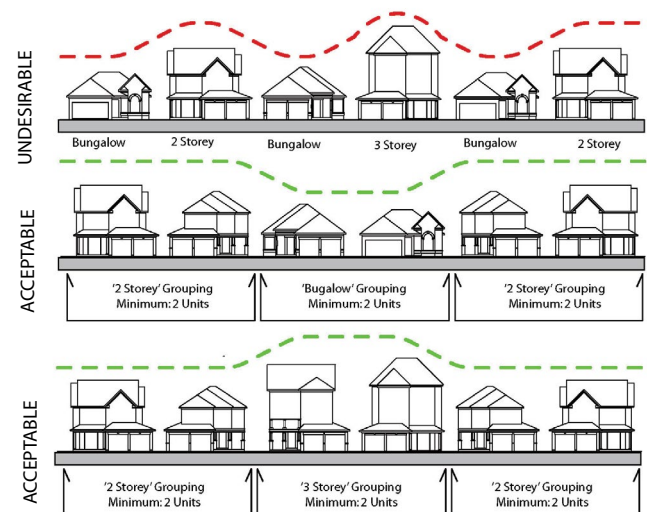 UNDESIRABLE
Bungalow
2 Storey
Bungalow
3 Storey
Bungalow
2 Storey
ACCEPTABLE
'2 Storey' Grouping
Minimum: 2 Units
'Bugalow' Grouping
Minimum: 2 Units
'2 Storey' Grouping
Minimum: 2 Units
ACCEPTABLE
'2 Storey' Grouping
Minimum: 2 Units
'3 Storey' Grouping
Minimum: 2 Units
'2 Storey' Grouping
Minimum: 2 Units